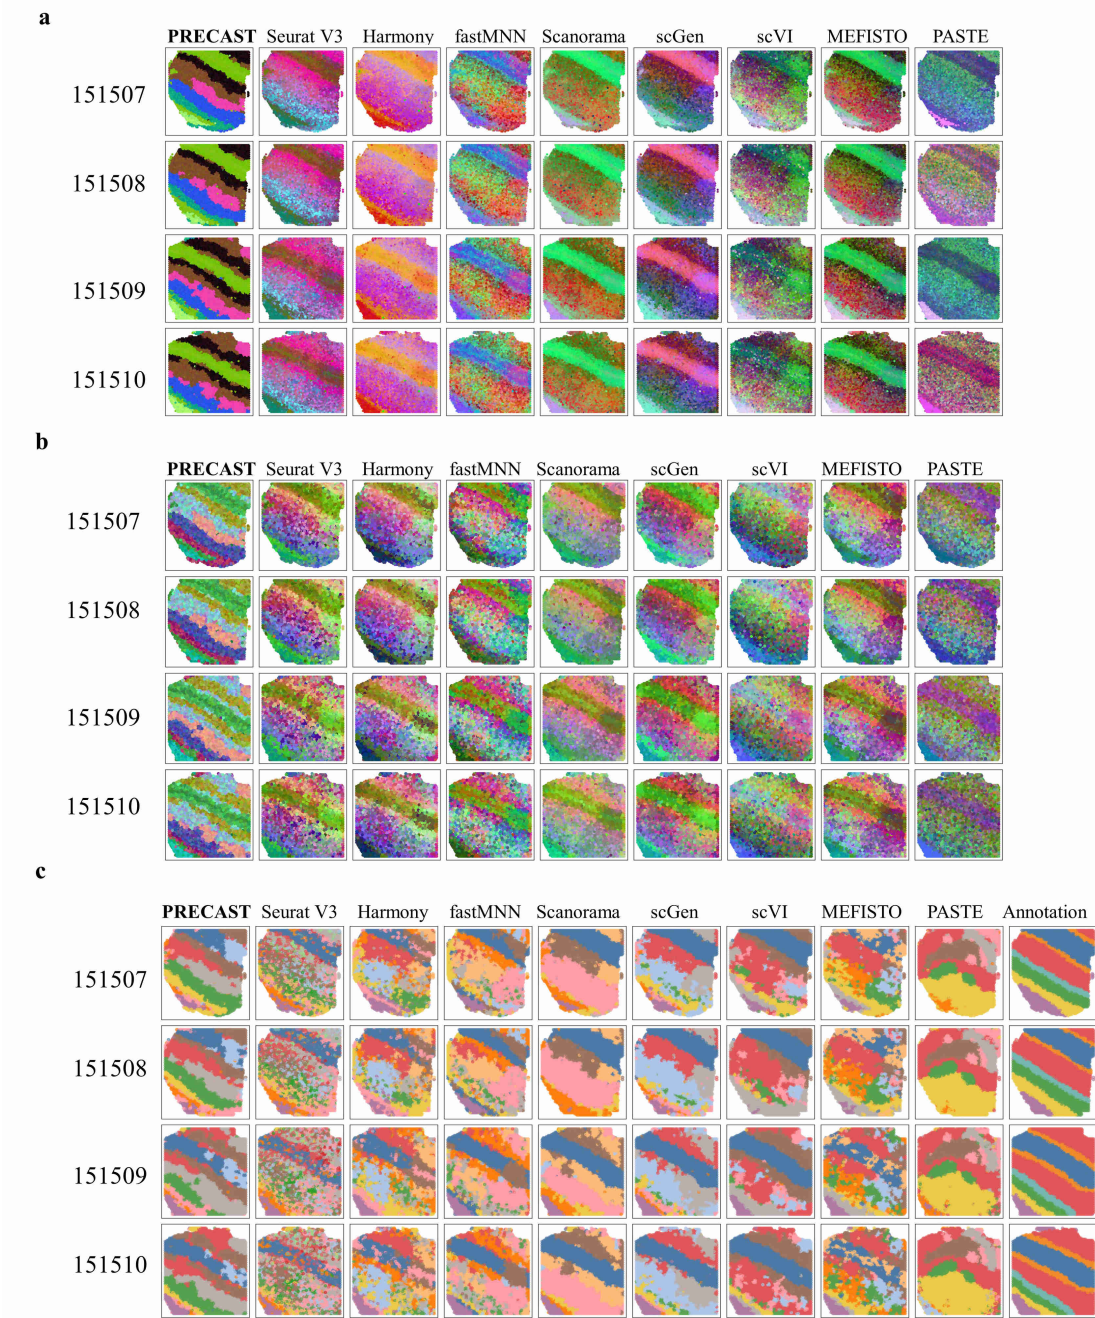 a
PRECAST Seurat V3 Harmony fastMNN Scanorama scGen scVI MEFISTO PASTE
151507
151508
151509
151510
b
PRECAST Seurat V3 Harmony fastMNN Scanorama scGen scVI MEFISTO PASTE
151507
151508
151509
151510
c
PRECAST Seurat V3 Harmony fastMNN Scanorama scGen scVI MEFISTO PASTE Annotation
151507
151508
151509
151510